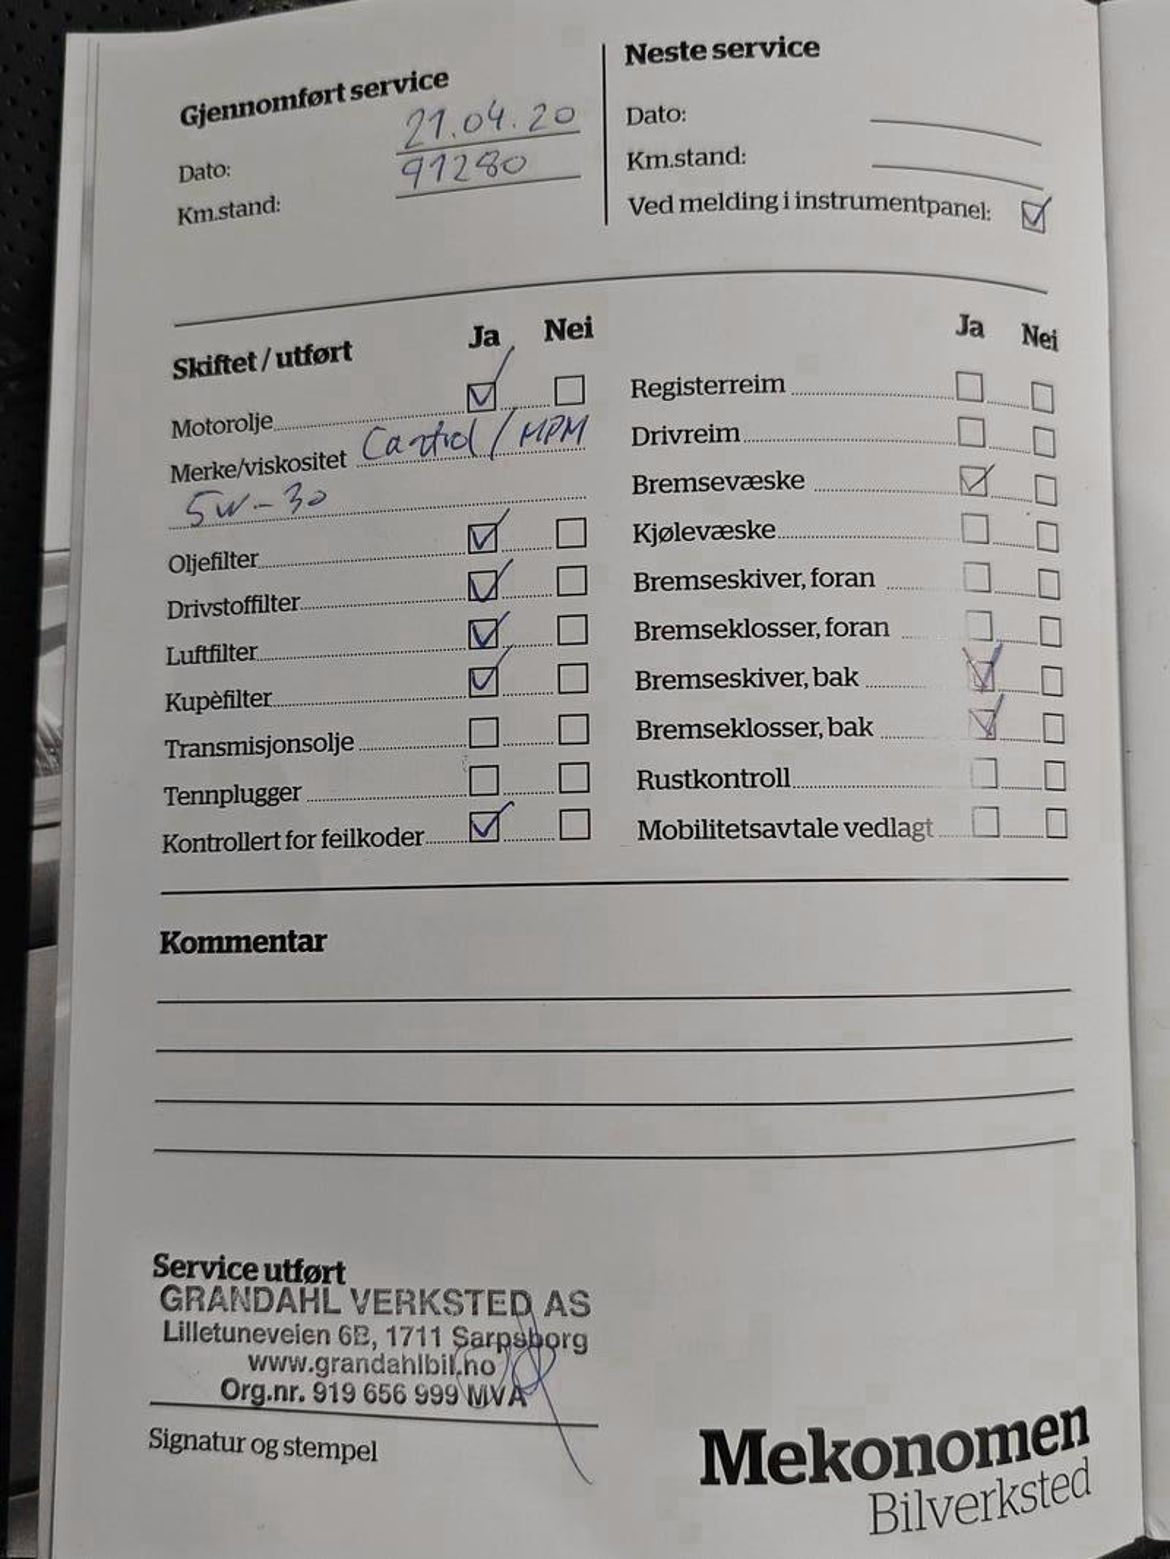 Gjennomført service
Dato: 21.04.20
Km.stand: 91280
Neste service
Dato:
Km.stand:
Ved melding i instrumentpanel:
Skiftet / utført Ja Nei
Motorolje
Merke/viskositet / MPM
5W-30
Oljefilter
Drivstoffilter
Luftfilter
Kupèfilter
Transmisjonsolje
Tennplugger
Kontrollert for feilkoder
Ja Nei
Registerreim
Drivreim
Bremsevæske
Kjølevæske
Bremseskiver, foran
Bremseklosser, foran
Bremseskiver, bak
Bremseklosser, bak
Rustkontroll
Mobilitetsavtale vedlagt
Kommentar
Service utført
GRANDAHL VERKSTED AS
Lilletuneveien 6B, 1711 Sarpsborg
www.grandahlbil.no
Org.nr. 919 656 999 MVA
Signatur og stempel
Mekonomen
Bilverksted